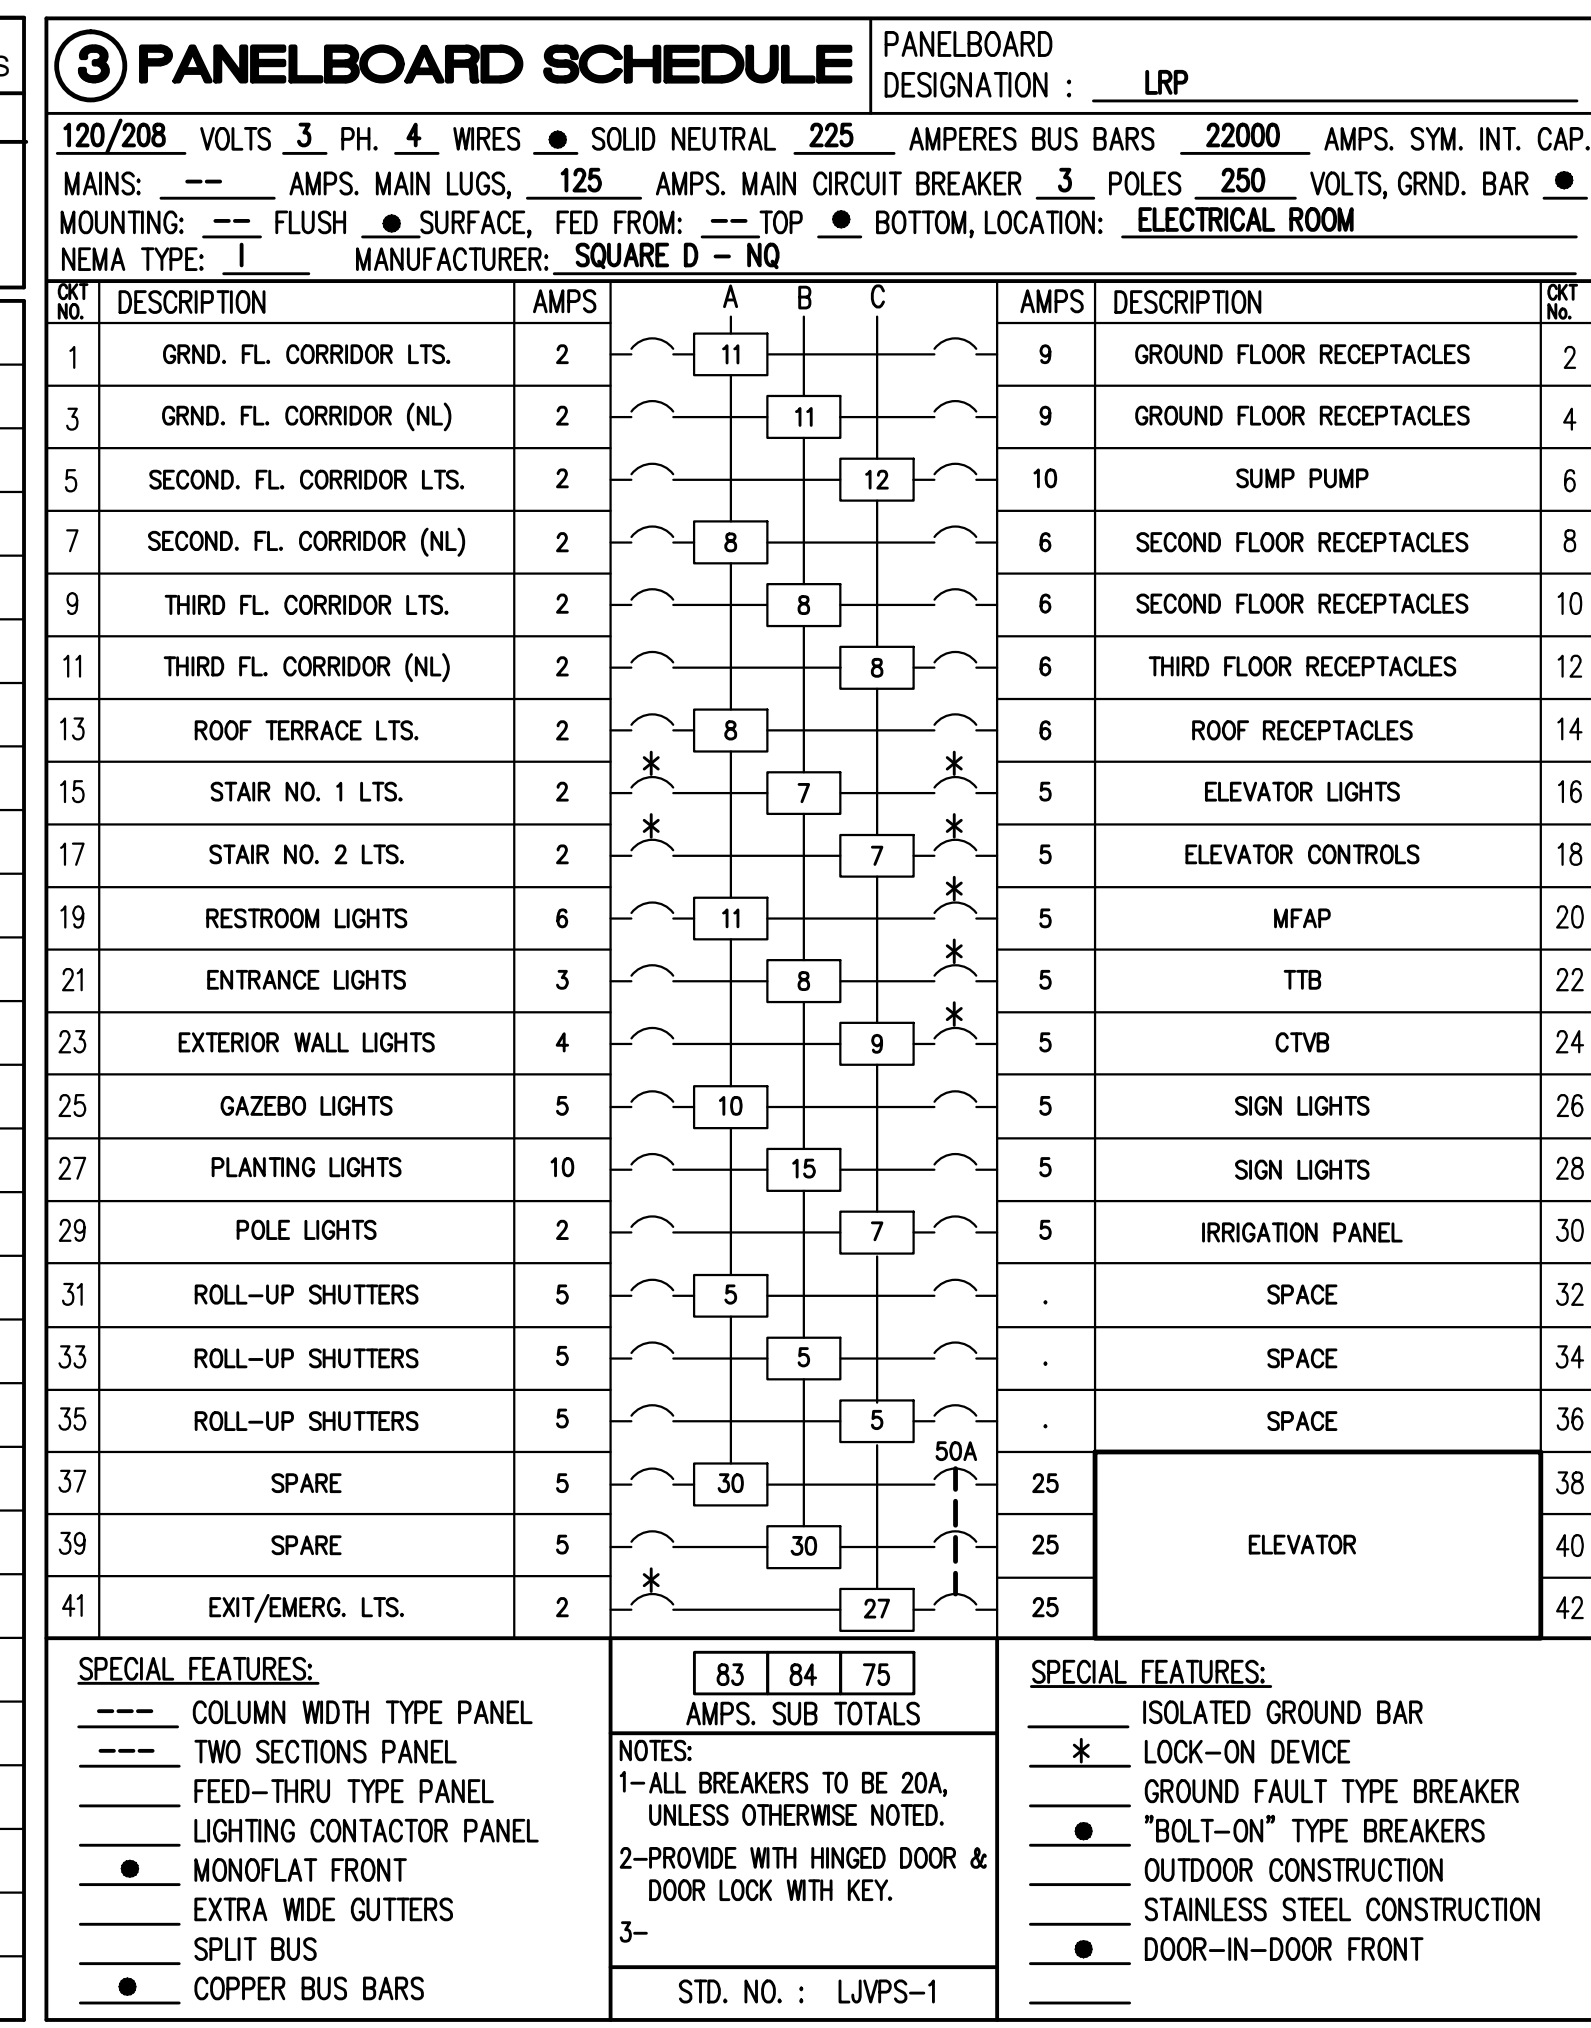 S
3 PANELBOARD SCHEDULE
PANELBOARD
DESIGNATION : LRP
120/208 VOLTS 3 PH. 4 WIRES ● SOLID NEUTRAL 225 AMPERES BUS BARS 22000 AMPS. SYM. INT. CAP.
MAINS: -- AMPS. MAIN LUGS, 125 AMPS. MAIN CIRCUIT BREAKER 3 POLES 250 VOLTS, GRND. BAR ●
MOUNTING: -- FLUSH ● SURFACE, FED FROM: -- TOP ● BOTTOM, LOCATION: ELECTRICAL ROOM
NEMA TYPE: I MANUFACTURER: SQUARE D - NQ
CKT NO. DESCRIPTION AMPS A B C AMPS DESCRIPTION CKT No.
1 GRND. FL. CORRIDOR LTS. 2 11 9 GROUND FLOOR RECEPTACLES 2
3 GRND. FL. CORRIDOR (NL) 2 11 9 GROUND FLOOR RECEPTACLES 4
5 SECOND. FL. CORRIDOR LTS. 2 12 10 SUMP PUMP 6
7 SECOND. FL. CORRIDOR (NL) 2 8 6 SECOND FLOOR RECEPTACLES 8
9 THIRD FL. CORRIDOR LTS. 2 8 6 SECOND FLOOR RECEPTACLES 10
11 THIRD FL. CORRIDOR (NL) 2 8 6 THIRD FLOOR RECEPTACLES 12
13 ROOF TERRACE LTS. 2 8 6 ROOF RECEPTACLES 14
15 STAIR NO. 1 LTS. 2 * 7 * 5 ELEVATOR LIGHTS 16
17 STAIR NO. 2 LTS. 2 * 7 * 5 ELEVATOR CONTROLS 18
19 RESTROOM LIGHTS 6 11 * 5 MFAP 20
21 ENTRANCE LIGHTS 3 8 * 5 TTB 22
23 EXTERIOR WALL LIGHTS 4 9 * 5 CTVB 24
25 GAZEBO LIGHTS 5 10 5 SIGN LIGHTS 26
27 PLANTING LIGHTS 10 15 5 SIGN LIGHTS 28
29 POLE LIGHTS 2 7 5 IRRIGATION PANEL 30
31 ROLL-UP SHUTTERS 5 5 . SPACE 32
33 ROLL-UP SHUTTERS 5 5 . SPACE 34
35 ROLL-UP SHUTTERS 5 5 . SPACE 36
50A
37 SPARE 5 30 25 38
39 SPARE 5 30 25 ELEVATOR 40
41 EXIT/EMERG. LTS. 2 * 27 25 42
SPECIAL FEATURES:
--- COLUMN WIDTH TYPE PANEL
--- TWO SECTIONS PANEL
FEED-THRU TYPE PANEL
LIGHTING CONTACTOR PANEL
● MONOFLAT FRONT
EXTRA WIDE GUTTERS
SPLIT BUS
● COPPER BUS BARS
83 84 75
AMPS. SUB TOTALS
NOTES:
1-ALL BREAKERS TO BE 20A,
UNLESS OTHERWISE NOTED.
2-PROVIDE WITH HINGED DOOR &
DOOR LOCK WITH KEY.
3-
STD. NO. : LJVPS-1
SPECIAL FEATURES:
ISOLATED GROUND BAR
* LOCK-ON DEVICE
GROUND FAULT TYPE BREAKER
● "BOLT-ON" TYPE BREAKERS
OUTDOOR CONSTRUCTION
STAINLESS STEEL CONSTRUCTION
● DOOR-IN-DOOR FRONT